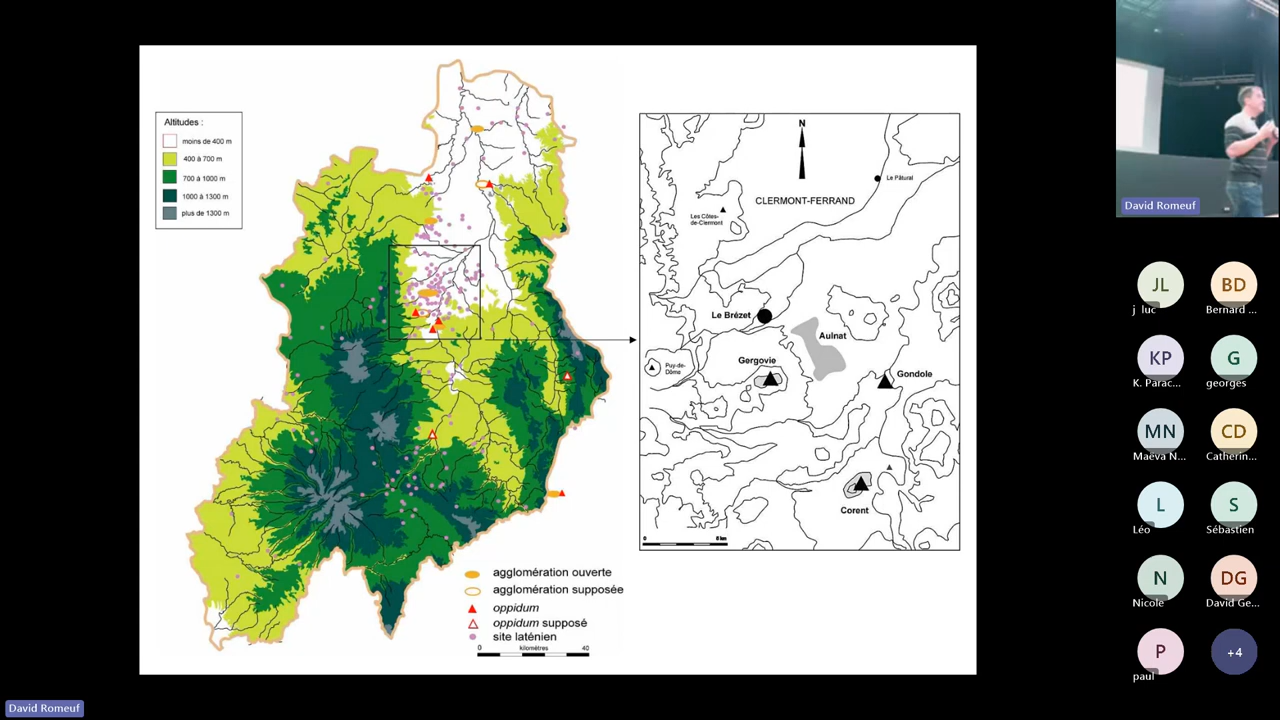 Altitudes :
moins de 400 m
400 à 700 m
700 à 1000 m
1000 à 1300 m
plus de 1300 m
agglomération ouverte
agglomération supposée
oppidum
oppidum supposé
site laténien
kilomètres
0 40
N
Le Pâtural
CLERMONT-FERRAND
Les Côtes-
de-Clermont
Le Brézet
Aulnat
Gergovie
Puy-de-
Dôme
Gondole
Corent
0 5 km
David Romeuf
JL BD
j luc Bernard ...
KP G
K. Parac... georges
MN CD
Maëva N... Catherin...
L S
Léo Sébastien
N DG
Nicole David Ge...
P +4
paul
David Romeuf